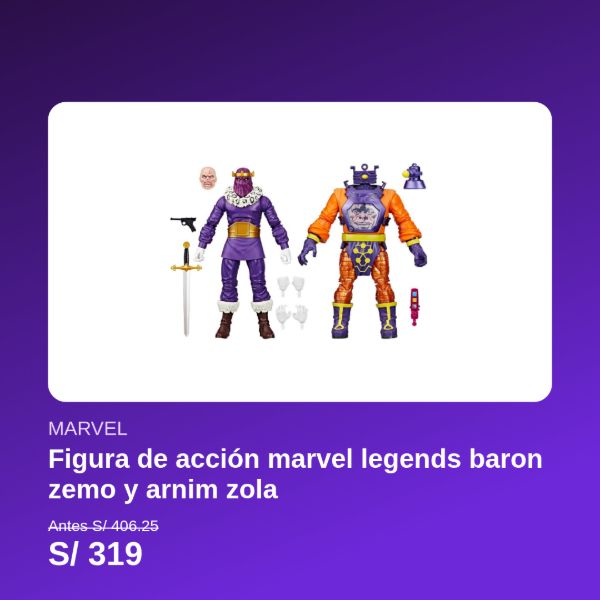 MARVEL
Figura de acción marvel legends baron
zemo y arnim zola
Antes S/ 406.25
S/ 319